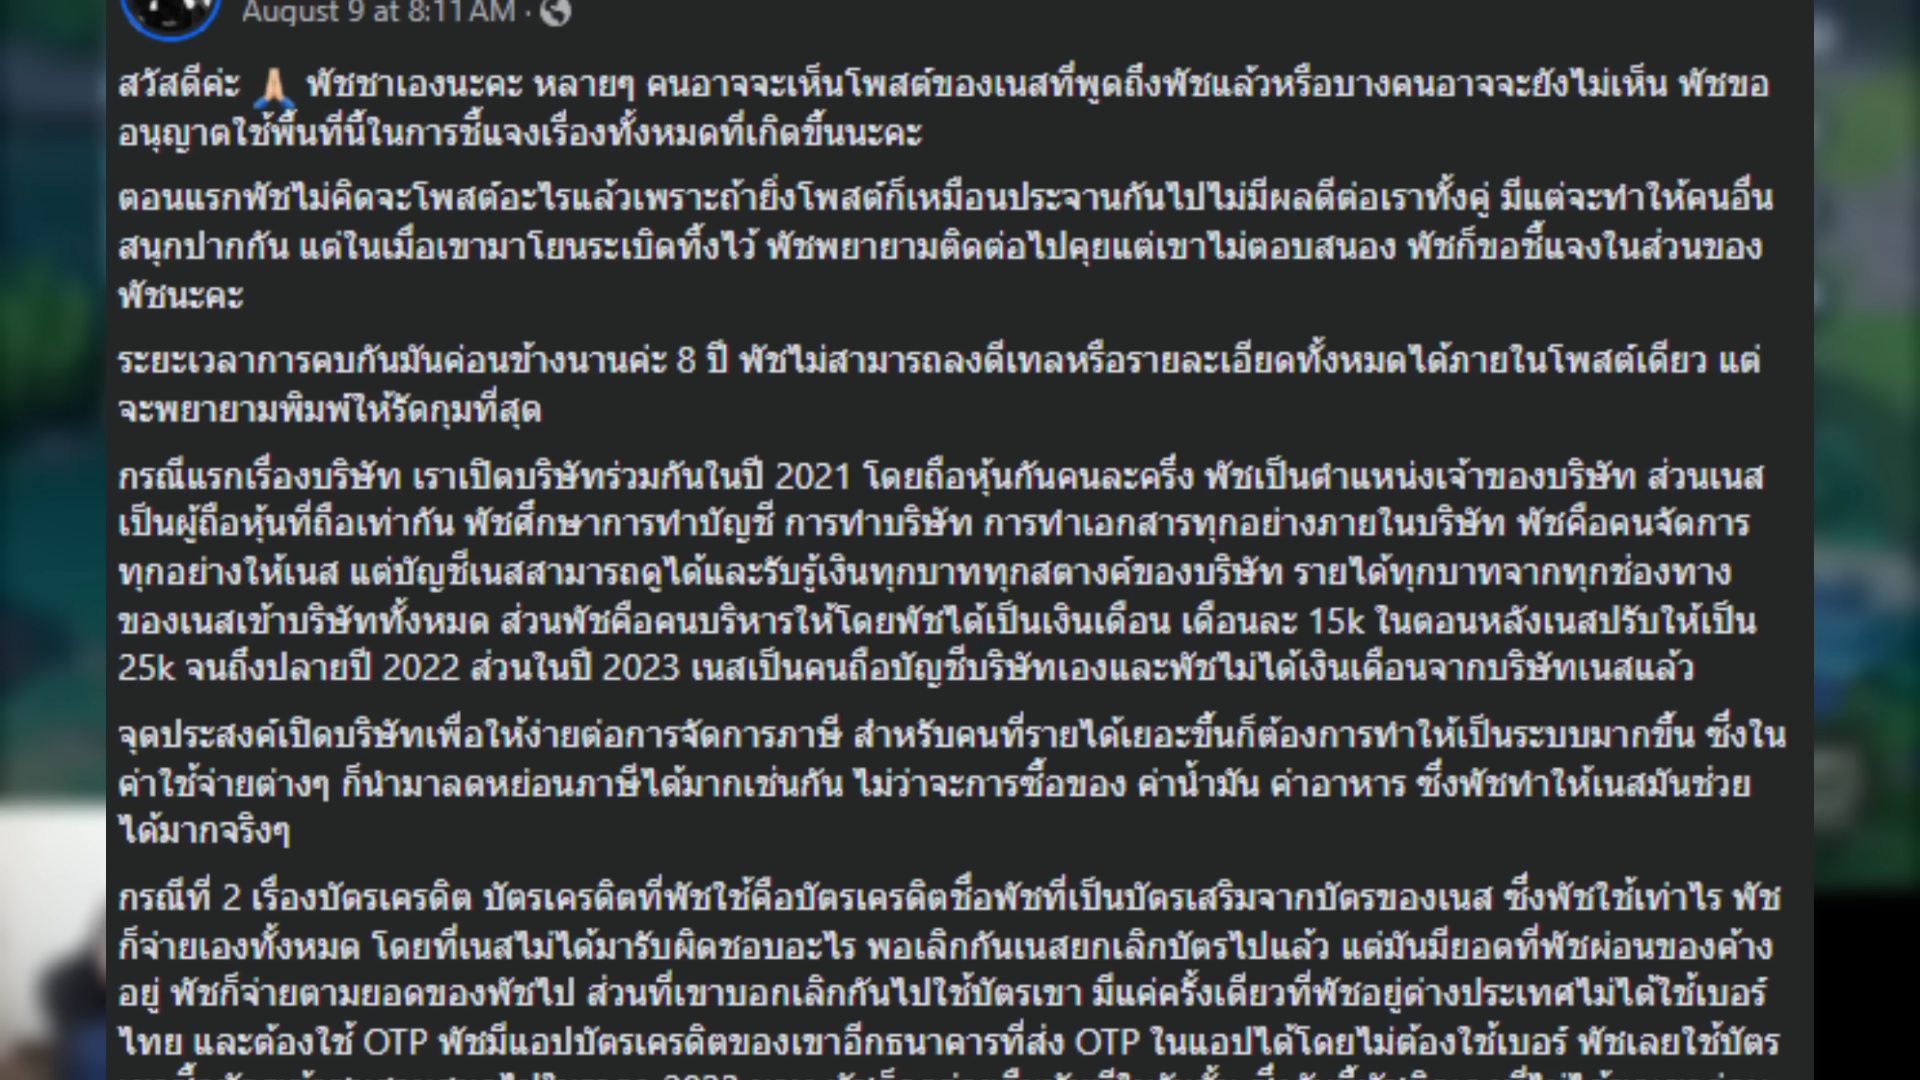 August 9 at 8:11 AM ·
สวัสดีค่ะ 🙏🏻 พัชชาเองนะคะ หลายๆ คนอาจจะเห็นโพสต์ของเนสที่พูดถึงพัชแล้วหรือบางคนอาจจะยังไม่เห็น พัชขอ
อนุญาตใช้พื้นที่นี้ในการชี้แจงเรื่องทั้งหมดที่เกิดขึ้นนะคะ
ตอนแรกพัชไม่คิดจะโพสต์อะไรแล้วเพราะถ้ายิ่งโพสต์ก็เหมือนประจานกันไปไม่มีผลดีต่อเราทั้งคู่ มีแต่จะทำให้คนอื่น
สนุกปากกัน แต่ในเมื่อเขามาโยนระเบิดทิ้งไว้ พัชพยายามติดต่อไปคุยแต่เขาไม่ตอบสนอง พัชก็ขอชี้แจงในส่วนของ
พัชนะคะ
ระยะเวลาการคบกันมันค่อนข้างนานค่ะ 8 ปี พัชไม่สามารถลงดีเทลหรือรายละเอียดทั้งหมดได้ภายในโพสต์เดียว แต่
จะพยายามพิมพ์ให้รัดกุมที่สุด
กรณีแรกเรื่องบริษัท เราเปิดบริษัทร่วมกันในปี 2021 โดยถือหุ้นกันคนละครึ่ง พัชเป็นตำแหน่งเจ้าของบริษัท ส่วนเนส
เป็นผู้ถือหุ้นที่ถือเท่ากัน พัชศึกษาการทำบัญชี การทำบริษัท การทำเอกสารทุกอย่างภายในบริษัท พัชคือคนจัดการ
ทุกอย่างให้เนส แต่บัญชีเนสสามารถดูได้และรับรู้เงินทุกบาททุกสตางค์ของบริษัท รายได้ทุกบาทจากทุกช่องทาง
ของเนสเข้าบริษัททั้งหมด ส่วนพัชคือคนบริหารให้โดยพัชได้เป็นเงินเดือน เดือนละ 15k ในตอนหลังเนสปรับให้เป็น
25k จนถึงปลายปี 2022 ส่วนในปี 2023 เนสเป็นคนถือบัญชีบริษัทเองและพัชไม่ได้เงินเดือนจากบริษัทเนสแล้ว
จุดประสงค์เปิดบริษัทเพื่อให้ง่ายต่อการจัดการภาษี สำหรับคนที่รายได้เยอะขึ้นก็ต้องการทำให้เป็นระบบมากขึ้น ซึ่งใน
ค่าใช้จ่ายต่างๆ ก็นำมาลดหย่อนภาษีได้มากเช่นกัน ไม่ว่าจะการซื้อของ ค่าน้ำมัน ค่าอาหาร ซึ่งพัชทำให้เนสมันช่วย
ได้มากจริงๆ
กรณีที่ 2 เรื่องบัตรเครดิต บัตรเครดิตที่พัชใช้คือบัตรเครดิตชื่อพัชที่เป็นบัตรเสริมจากบัตรของเนส ซึ่งพัชใช้เท่าไร พัช
ก็จ่ายเองทั้งหมด โดยที่เนสไม่ได้มารับผิดชอบอะไร พอเลิกกันเนสยกเลิกบัตรไปแล้ว แต่มันมียอดที่พัชผ่อนของค้าง
อยู่ พัชก็จ่ายตามยอดของพัชไป ส่วนที่เขาบอกเลิกกันไปใช้บัตรเขา มีแค่ครั้งเดียวที่พัชอยู่ต่างประเทศไม่ได้ใช้เบอร์
ไทย และต้องใช้ OTP พัชมีแอปบัตรเครดิตของเขาอีกธนาคารที่ส่ง OTP ในแอปได้โดยไม่ต้องใช้เบอร์ พัชเลยใช้บัตร